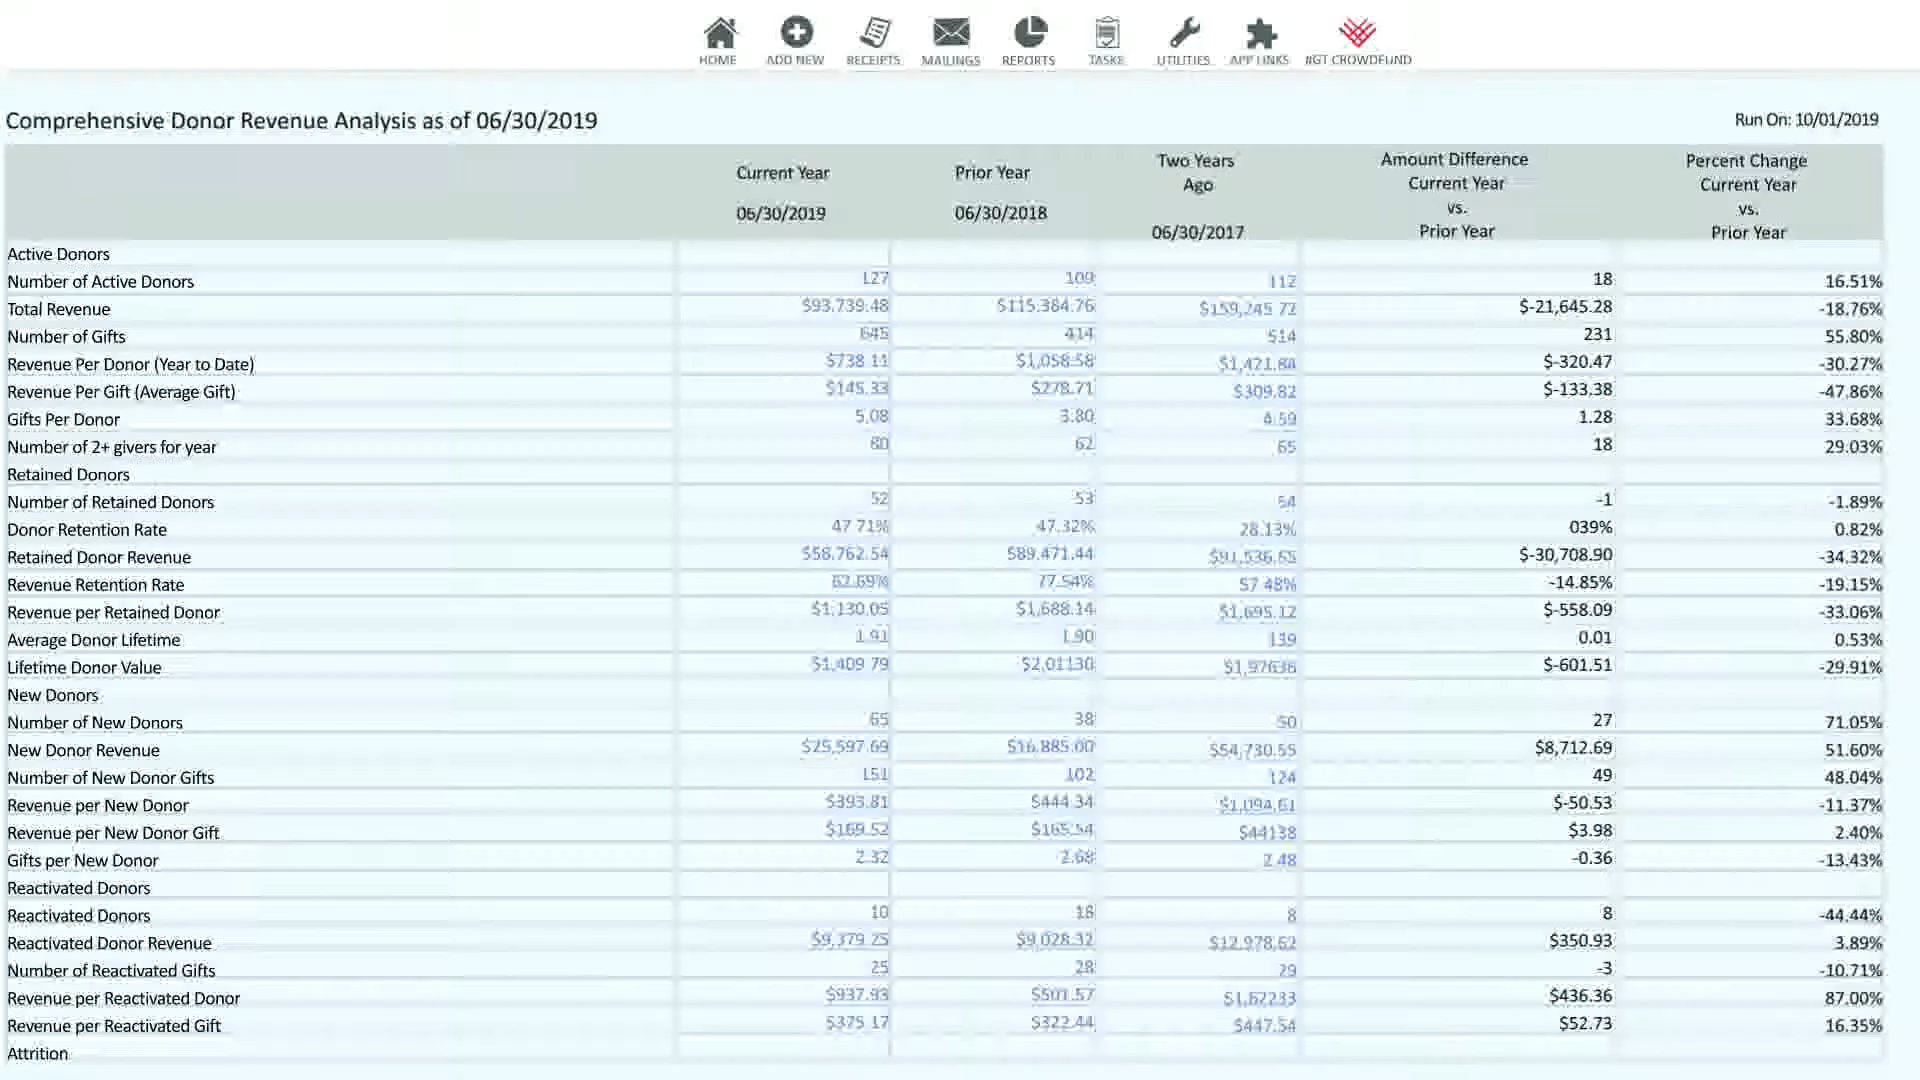 HOME ADD NEW RECEIPTS MAILINGS REPORTS TASKS UTILITIES APP LINKS #GT CROWDFUND
Comprehensive Donor Revenue Analysis as of 06/30/2019 Run On: 10/01/2019
Current Year 06/30/2019 Prior Year 06/30/2018 Two Years Ago 06/30/2017 Amount Difference Current Year vs. Prior Year Percent Change Current Year vs. Prior Year
Active Donors
Number of Active Donors 127 109 112 18 16.51%
Total Revenue $93,739.48 $115,384.76 $159,245 72 $-21,645.28 -18.76%
Number of Gifts 645 414 514 231 55.80%
Revenue Per Donor (Year to Date) $738 11 $1,058.58 $1,421.84 $-320.47 -30.27%
Revenue Per Gift (Average Gift) $145.33 $278.71 $309.82 $-133.38 -47.86%
Gifts Per Donor 5.08 3.80 4.59 1.28 33.68%
Number of 2+ givers for year 80 62 65 18 29.03%
Retained Donors
Number of Retained Donors 52 53 54 -1 -1.89%
Donor Retention Rate 47 71% 47.32% 28.13% 039% 0.82%
Retained Donor Revenue $58.762.54 $89,471.44 $91,536.65 $-30,708.90 -34.32%
Revenue Retention Rate 62.69% 77.54% 57 48% -14.85% -19.15%
Revenue per Retained Donor $1,130.05 $1,688.14 $1,695.12 $-558.09 -33.06%
Average Donor Lifetime 1.91 1.90 139 0.01 0.53%
Lifetime Donor Value $1,409 79 $2,01130 $1,97636 $-601.51 -29.91%
New Donors
Number of New Donors 65 38 50 27 71.05%
New Donor Revenue $25,597.69 $16,885.00 $54,730.55 $8,712.69 51.60%
Number of New Donor Gifts 151 102 124 49 48.04%
Revenue per New Donor $393.81 $444 34 $1,094.61 $-50.53 -11.37%
Revenue per New Donor Gift $169.52 $165.54 $44138 $3.98 2.40%
Gifts per New Donor 2.32 2.68 2.48 -0.36 -13.43%
Reactivated Donors
Reactivated Donors 10 18 8 8 -44.44%
Reactivated Donor Revenue $9,379 25 $9,028.32 $12,978.62 $350.93 3.89%
Number of Reactivated Gifts 25 28 29 -3 -10.71%
Revenue per Reactivated Donor $937.93 $501.57 $1,62233 $436.36 87.00%
Revenue per Reactivated Gift $375 17 $322.44 $447.54 $52.73 16.35%
Attrition